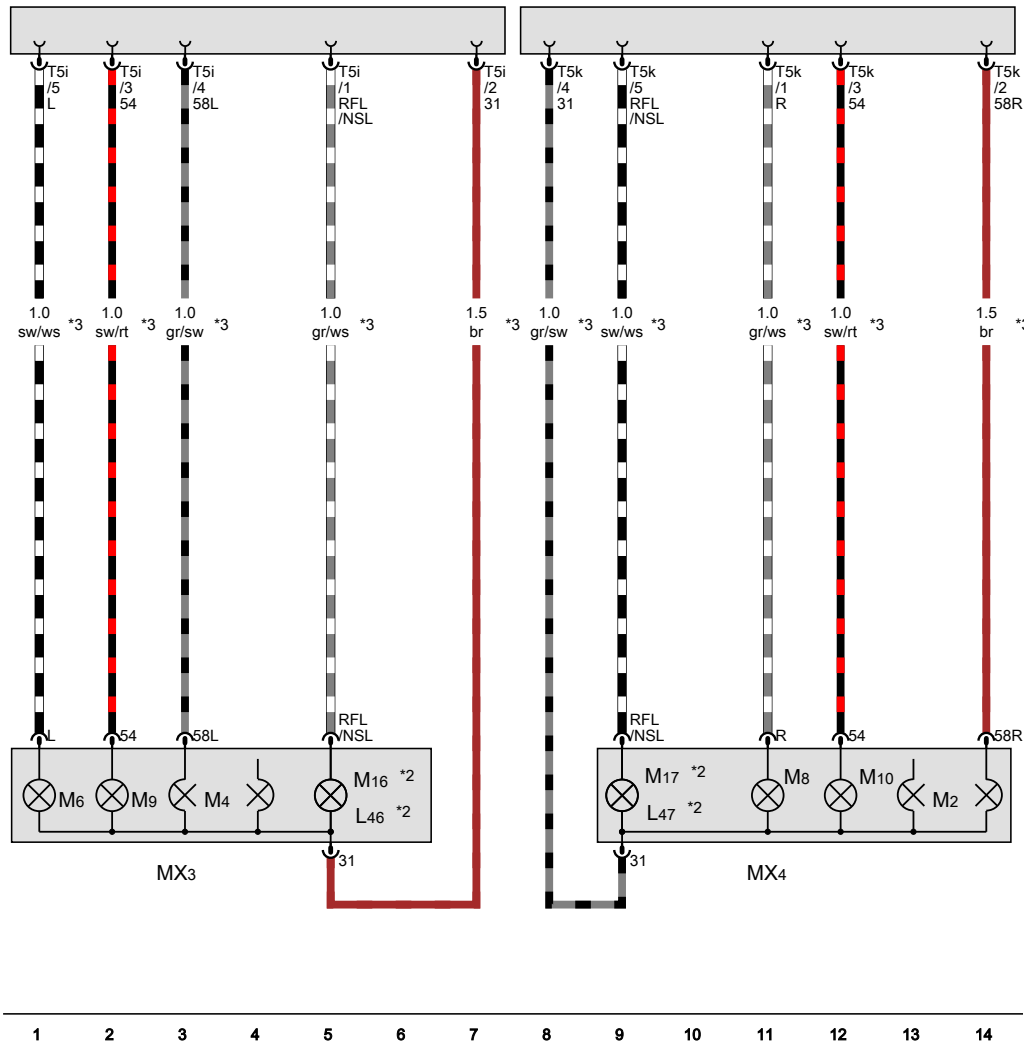 T5i
/5
L
T5i
/3
54
T5i
/4
58L
T5i
/1
RFL
/NSL
T5i
/2
31
T5k
/4
31
T5k
/5
RFL
/NSL
T5k
/1
R
T5k
/3
54
T5k
/2
58R
1.0
sw/ws *3
1.0
sw/rt *3
1.0
gr/sw *3
1.0
gr/ws *3
1.5
br *3
1.0
gr/sw *3
1.0
sw/ws *3
1.0
gr/ws *3
1.0
sw/rt *3
1.5
br *3
L
54
58L
RFL
/NSL
RFL
/NSL
R
54
58R
M6
M9
M4
M16 *2
L46 *2
M17 *2
L47 *2
M8
M10
M2
31
31
MX3
MX4
1 2 3 4 5 6 7 8 9 10 11 12 13 14